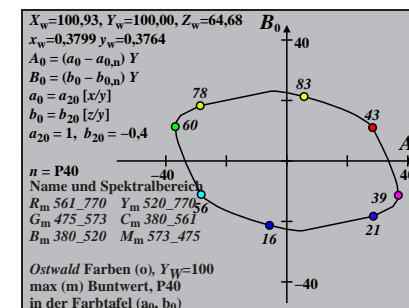 Xw=100,93, Yw=100,00, Zw=64,68
xw=0,3799 yw=0,3764
A0 = (a0 – a0,n) Y
B0 = (b0 – b0,n) Y
a0 = a20 [x/y]
b0 = b20 [z/y]
a20 = 1, b20 = –0,4
n = P40
Name und Spektralbereich
Rm 561_770 Ym 520_770
Gm 475_573 Cm 380_561
Bm 380_520 Mm 573_475
Ostwald Farben (o), YW=100
max (m) Buntwert, P40
in der Farbtafel (a0, b0)
B0
40
78
83
60
43
A
–40
40
56
39
16
21
–40